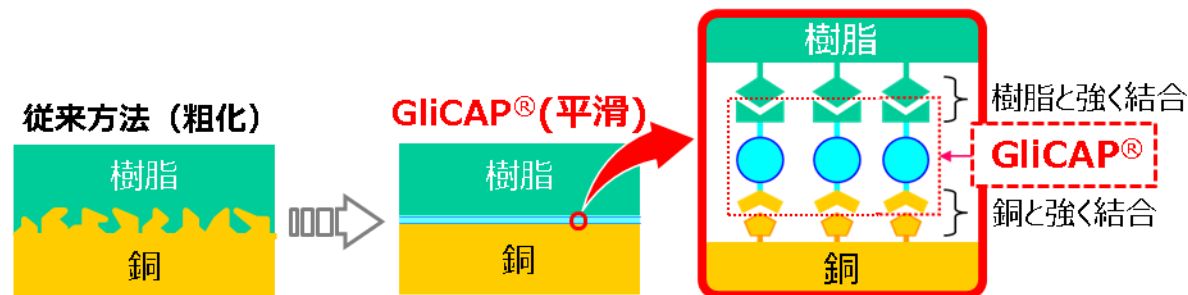 従来方法（粗化）
樹脂
銅
GliCAP®(平滑)
樹脂
銅
樹脂
銅
樹脂と強く結合
GliCAP®
銅と強く結合